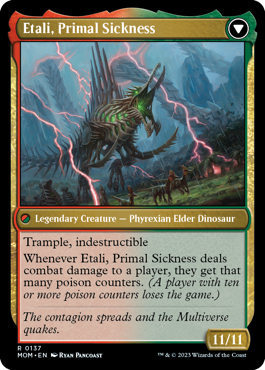 Etali, Primal Sickness
Legendary Creature — Phyrexian Elder Dinosaur
Trample, indestructible
Whenever Etali, Primal Sickness deals
combat damage to a player, they get that
many poison counters. (A player with ten
or more poison counters loses the game.)
The contagion spreads and the Multiverse
quakes.
11/11
R 0137
MOM • EN Ryan Pancoast
™ & © 2023 Wizards of the Coast